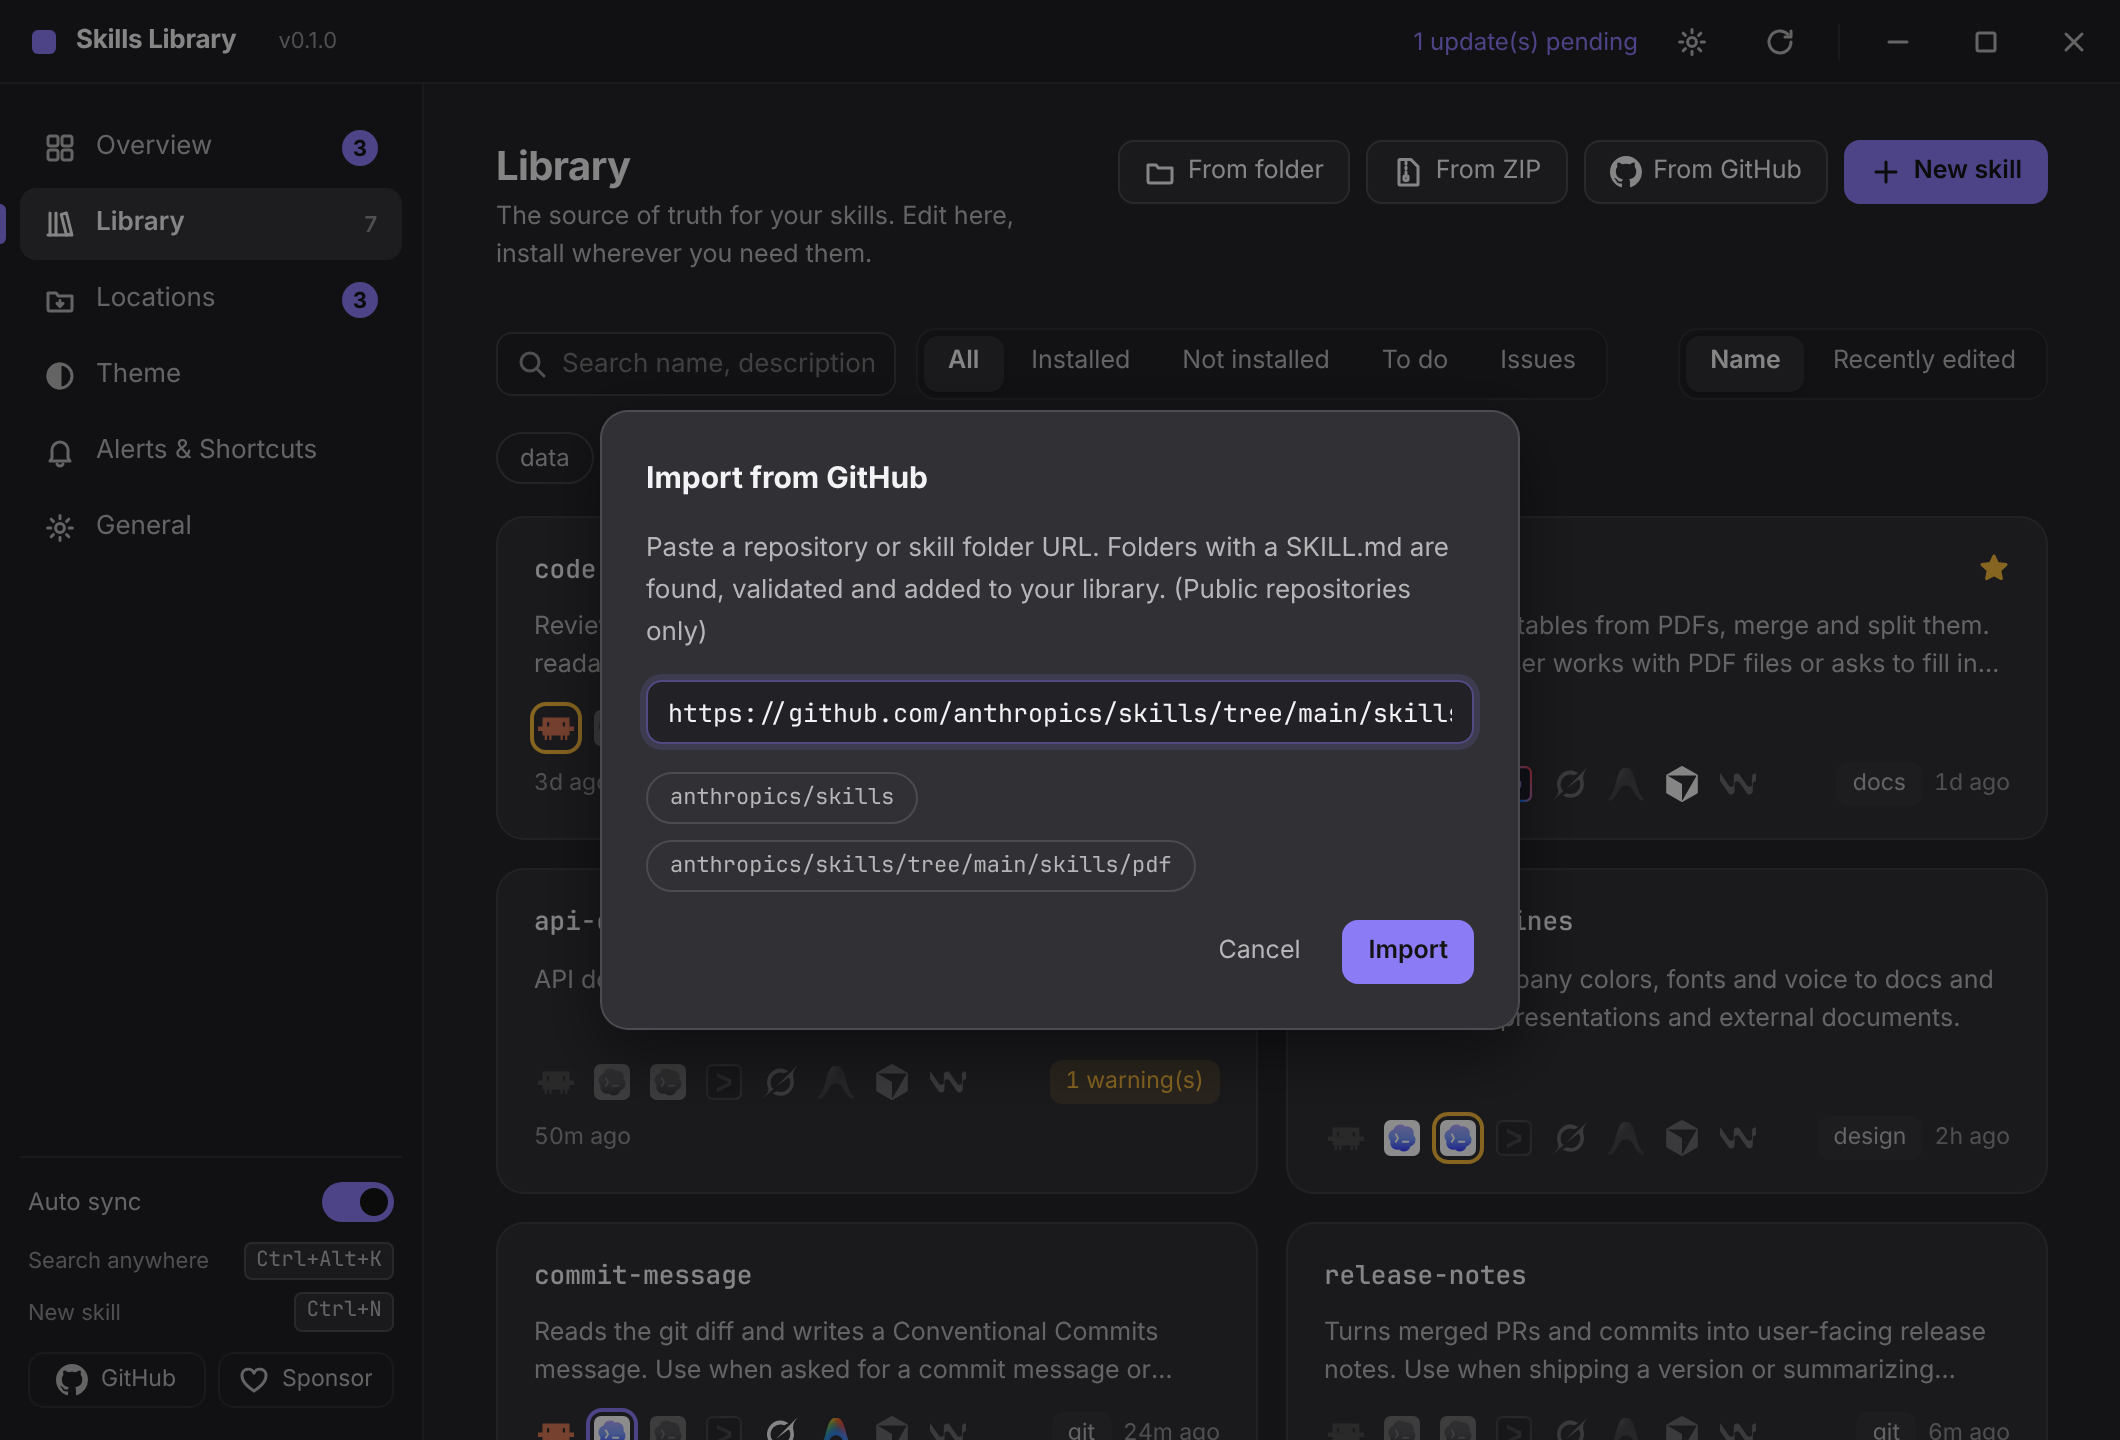 Skills Library v0.1.0
1 update(s) pending
Overview 3
Library 7
Locations 3
Theme
Alerts & Shortcuts
General
Auto sync
Search anywhere Ctrl+Alt+K
New skill Ctrl+N
GitHub Sponsor
Library
The source of truth for your skills. Edit here,
install wherever you need them.
From folder From ZIP From GitHub New skill
Search name, description
All Installed Not installed To do Issues
Name Recently edited
data
Import from GitHub
Paste a repository or skill folder URL. Folders with a SKILL.md are
found, validated and added to your library. (Public repositories
only)
https://github.com/anthropics/skills/tree/main/skills
anthropics/skills
anthropics/skills/tree/main/skills/pdf
Cancel Import
code
3d
tables from PDFs, merge and split them.
works with PDF files or asks to fill in...
docs 1d ago
API
1 warning(s)
50m ago
colors, fonts and voice to docs and
presentations and external documents.
design 2h ago
commit-message
Reads the git diff and writes a Conventional Commits
message. Use when asked for a commit message or...
git 24m ago
release-notes
Turns merged PRs and commits into user-facing release
notes. Use when shipping a version or summarizing...
git 6m ago